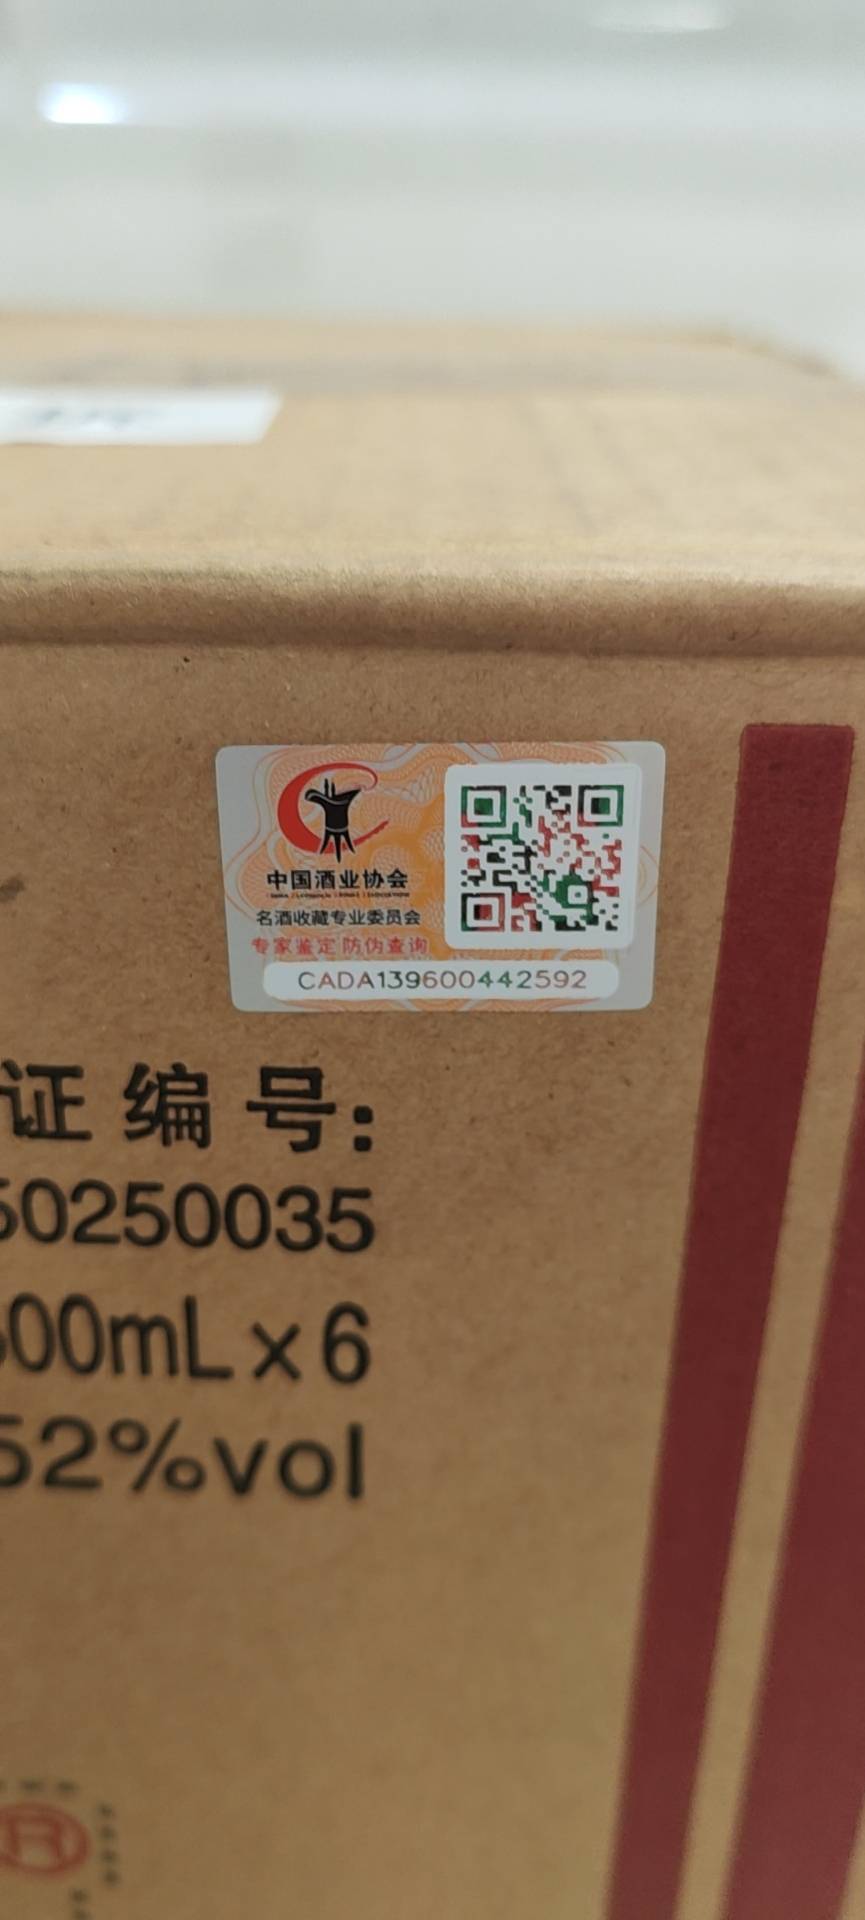 中国酒业协会
名酒收藏专业委员会
专家鉴定 防伪查询
CADA139600442592
证编号:
50250035
500mL×6
52%vol
R